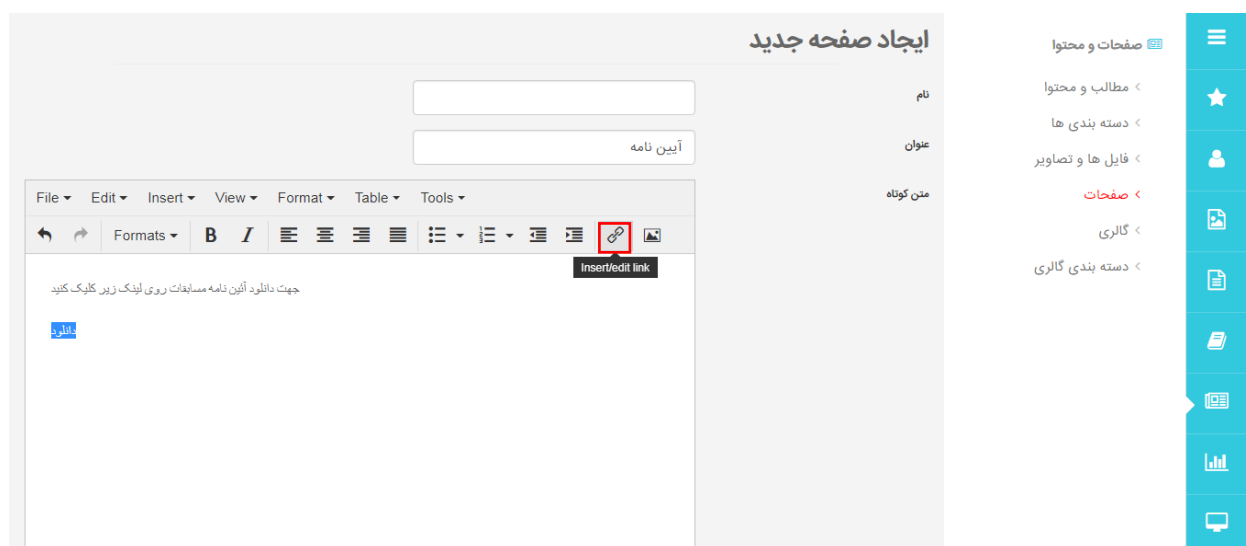 صفحات و محتوا
مطالب و محتوا
دسته بندی ها
فایل ها و تصاویر
صفحات
گالری
دسته بندی گالری
ایجاد صفحه جدید
نام
عنوان
آیین نامه
متن کوتاه
File Edit Insert View Format Table Tools
Formats B I
Insert/edit link
جهت دانلود آئین نامه مسابقات روی لینک زیر کلیک کنید
دانلود